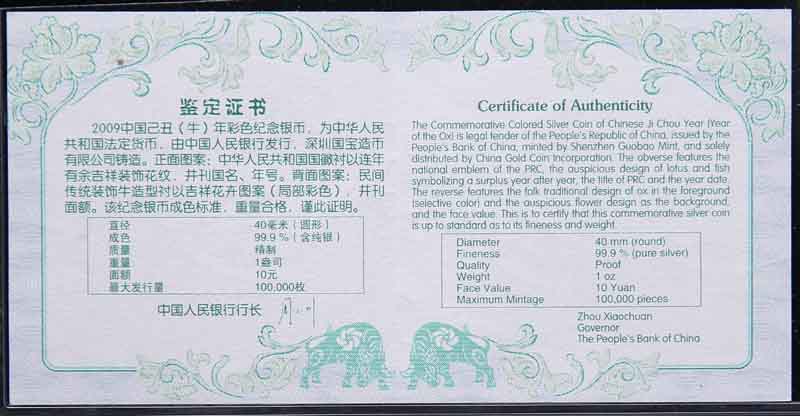 鉴定证书
2009中国己丑（牛）年彩色纪念银币，为中华人民
共和国法定货币，由中国人民银行发行，深圳国宝造币
有限公司铸造。正面图案：中华人民共和国国徽衬以连年
有余吉祥装饰花纹，并刊国名、年号。背面图案：民间
传统装饰牛造型衬以吉祥花卉图案（局部彩色），并刊
面额。该纪念银币成色标准，重量合格，谨此证明。
直径 40毫米（圆形）
成色 99.9％（含纯银）
质量 精制
重量 1盎司
面额 10元
最大发行量 100,000枚
中国人民银行行长
Certificate of Authenticity
The Commemorative Colored Silver Coin of Chinese Ji Chou Year (Year
of the Ox) is legal tender of the People's Republic of China, issued by the
People's Bank of China, minted by Shenzhen Guobao Mint, and solely
distributed by China Gold Coin Incorporation. The obverse features the
national emblem of the PRC, the auspicious design of lotus and fish
symbolizing a surplus year after year, the title of PRC and the year date.
The reverse features the folk traditional design of ox in the foreground
(selective color) and the auspicious flower design as the background,
and the face value. This is to certify that this commemorative silver coin
is up to standard as to its fineness and weight.
Diameter 40 mm (round)
Fineness 99.9 % (pure silver)
Quality Proof
Weight 1 oz
Face Value 10 Yuan
Maximum Mintage 100,000 pieces
Zhou Xiaochuan
Governor
The People's Bank of China